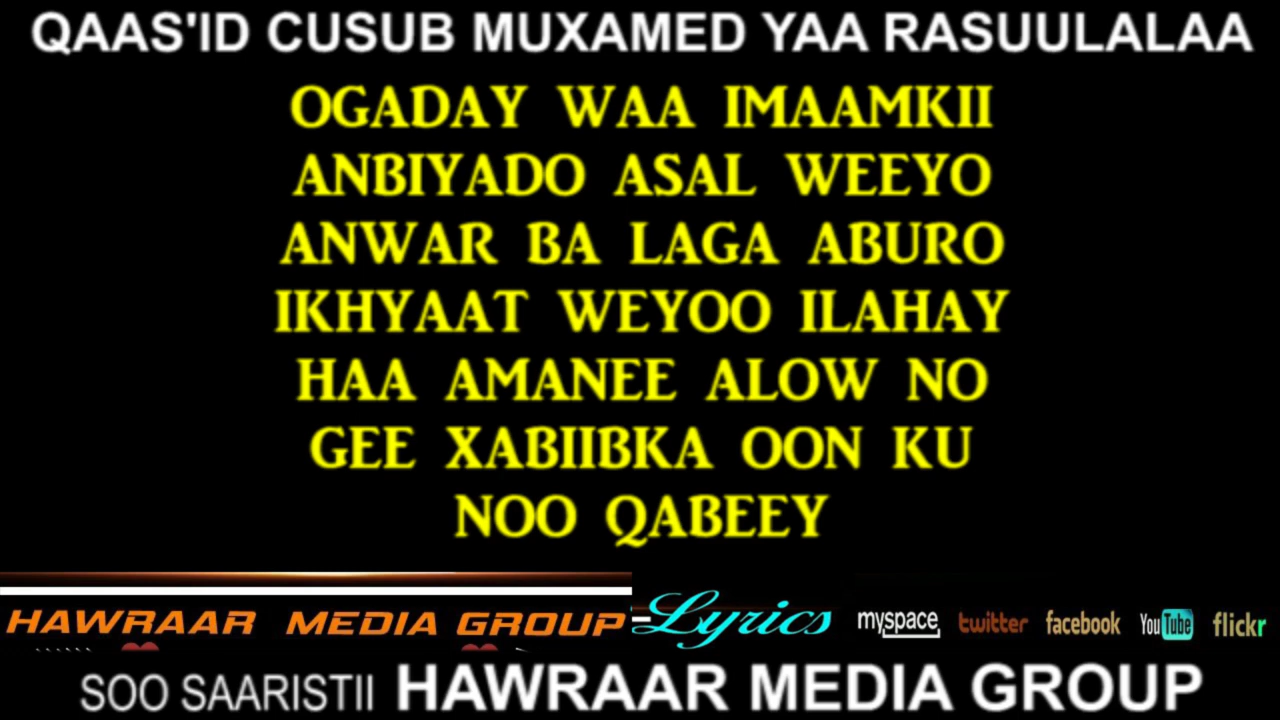 QAAS'ID CUSUB MUXAMED YAA RASUULALAA
OGADAY WAA IMAAMKII
ANBIYADO ASAL WEEYO
ANWAR BA LAGA ABURO
IKHYAAT WEYOO ILAHAY
HAA AMANEE ALOW NO
GEE XABIIBKA OON KU
NOO QABEEY
HAWRAAR MEDIA GROUP Lyrics myspace twitter facebook YouTube flickr
SOO SAARISTII HAWRAAR MEDIA GROUP